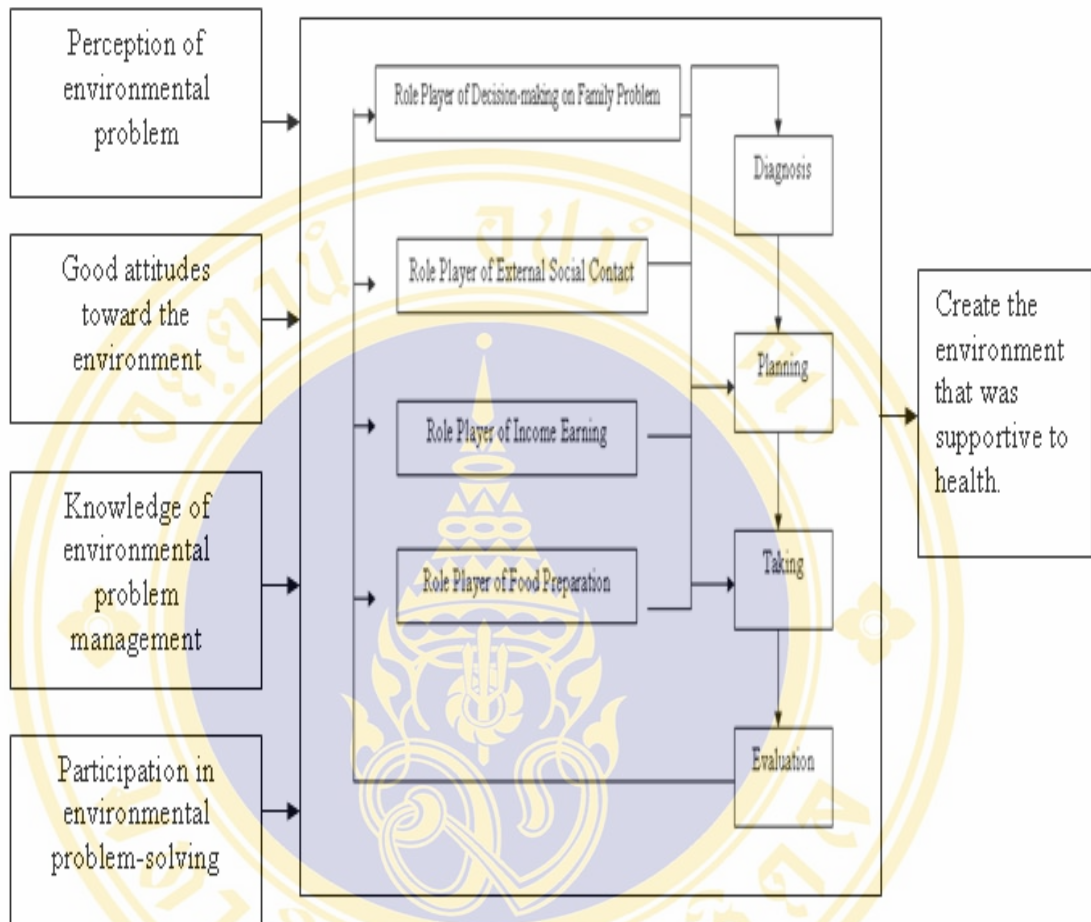 Perception of
environmental
problem
Good attitudes
toward the
environment
Knowledge of
environmental
problem
management
Participation in
environmental
problem-solving
Role Player of Decision-making on Family Problem
Role Player of External Social Contact
Role Player of Income Earning
Role Player of Food Preparation
Diagnosis
Planning
Taking
Evaluation
Create the
environment
that was
supportive to
health.